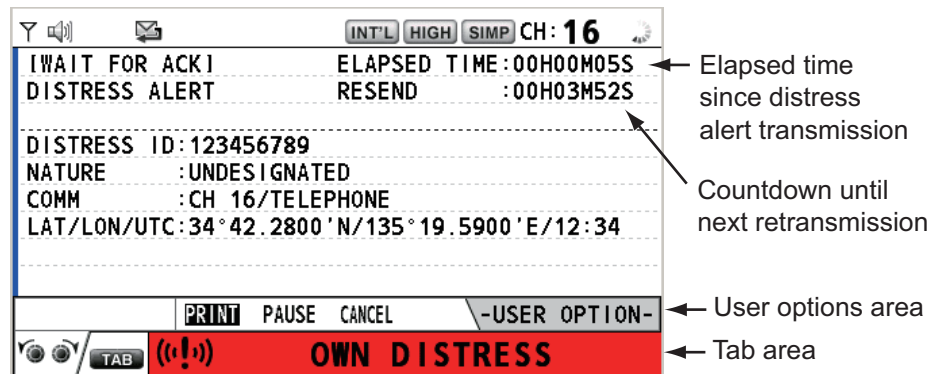 INT'L HIGH SIMP CH: 16
[WAIT FOR ACK] ELAPSED TIME:00H00M05S
DISTRESS ALERT RESEND :00H03M52S
DISTRESS ID:123456789
NATURE :UNDESIGNATED
COMM :CH 16/TELEPHONE
LAT/LON/UTC:34°42.2800'N/135°19.5900'E/12:34
PRINT PAUSE CANCEL -USER OPTION-
TAB OWN DISTRESS
Elapsed time
since distress
alert transmission
Countdown until
next retransmission
User options area
Tab area